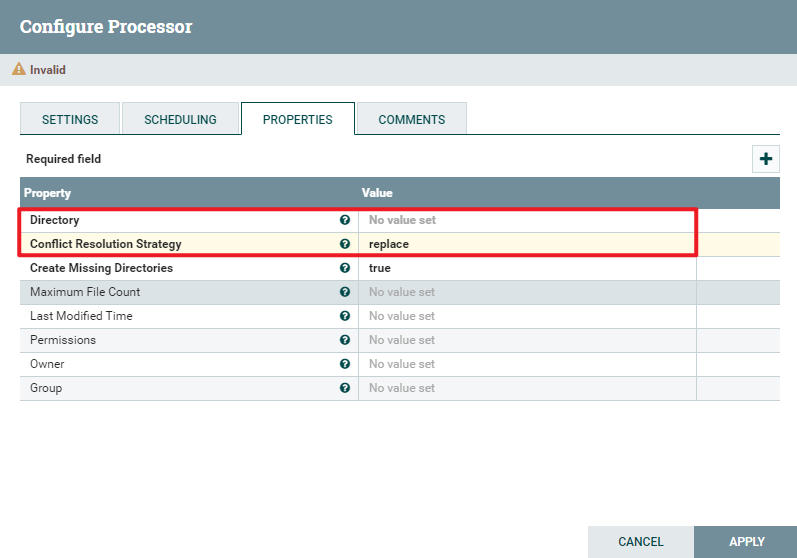 Configure Processor
Invalid
SETTINGS SCHEDULING PROPERTIES COMMENTS
Required field
Property Value
Directory No value set
Conflict Resolution Strategy replace
Create Missing Directories true
Maximum File Count No value set
Last Modified Time No value set
Permissions No value set
Owner No value set
Group No value set
CANCEL APPLY